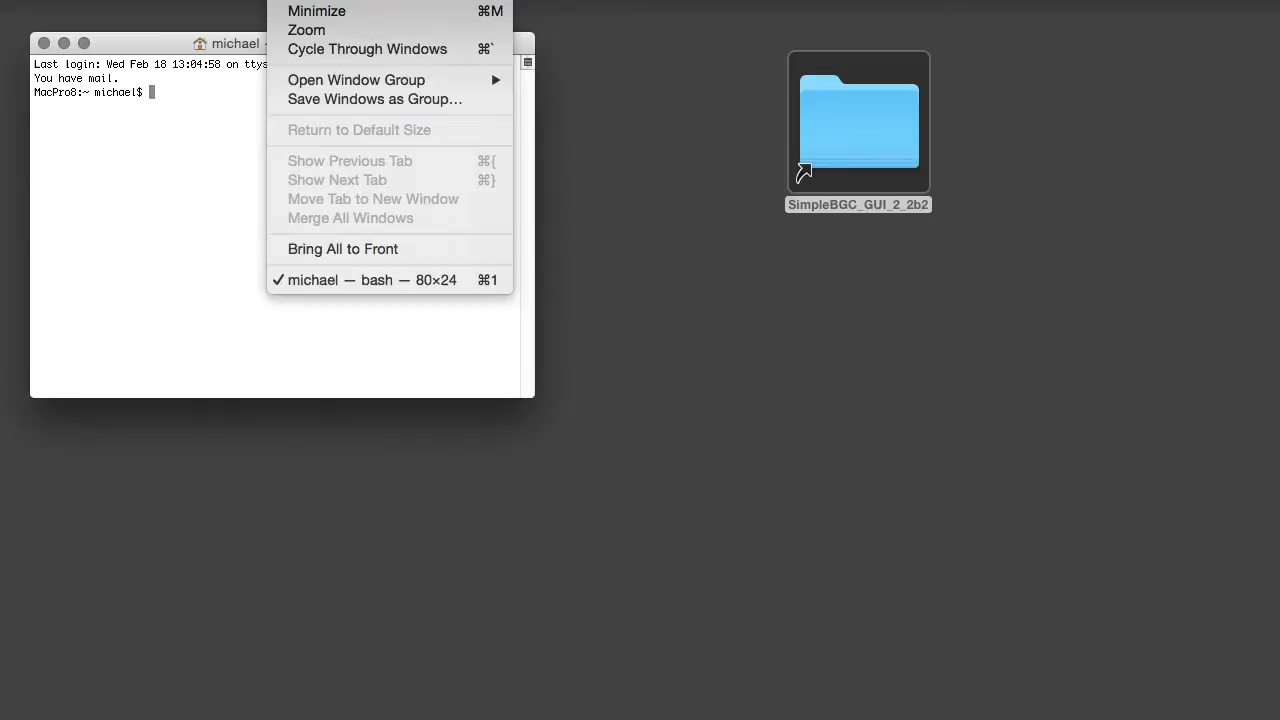 michael -
Last login: Wed Feb 18 13:04:58 on ttys
You have mail.
MacPro8:~ michael$
Minimize ⌘M
Zoom
Cycle Through Windows ⌘`
Open Window Group ▶
Save Windows as Group…
Return to Default Size
Show Previous Tab ⌘{
Show Next Tab ⌘}
Move Tab to New Window
Merge All Windows
Bring All to Front
✓ michael — bash — 80×24 ⌘1
SimpleBGC_GUI_2_2b2